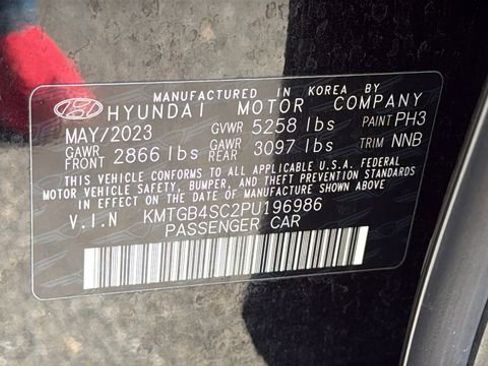 MANUFACTURED IN KOREA BY
HYUNDAI MOTOR COMPANY
MAY/2023 GVWR 5258 lbs PAINT PH3
GAWR FRONT 2866 lbs GAWR REAR 3097 lbs TRIM NNB
THIS VEHICLE CONFORMS TO ALL APPLICABLE U.S.A. FEDERAL
MOTOR VEHICLE SAFETY, BUMPER, AND THEFT PREVENTION STANDARDS
IN EFFECT ON THE DATE OF MANUFACTURE SHOWN ABOVE.
V.I.N KMTGB4SC2PU196986
PASSENGER CAR